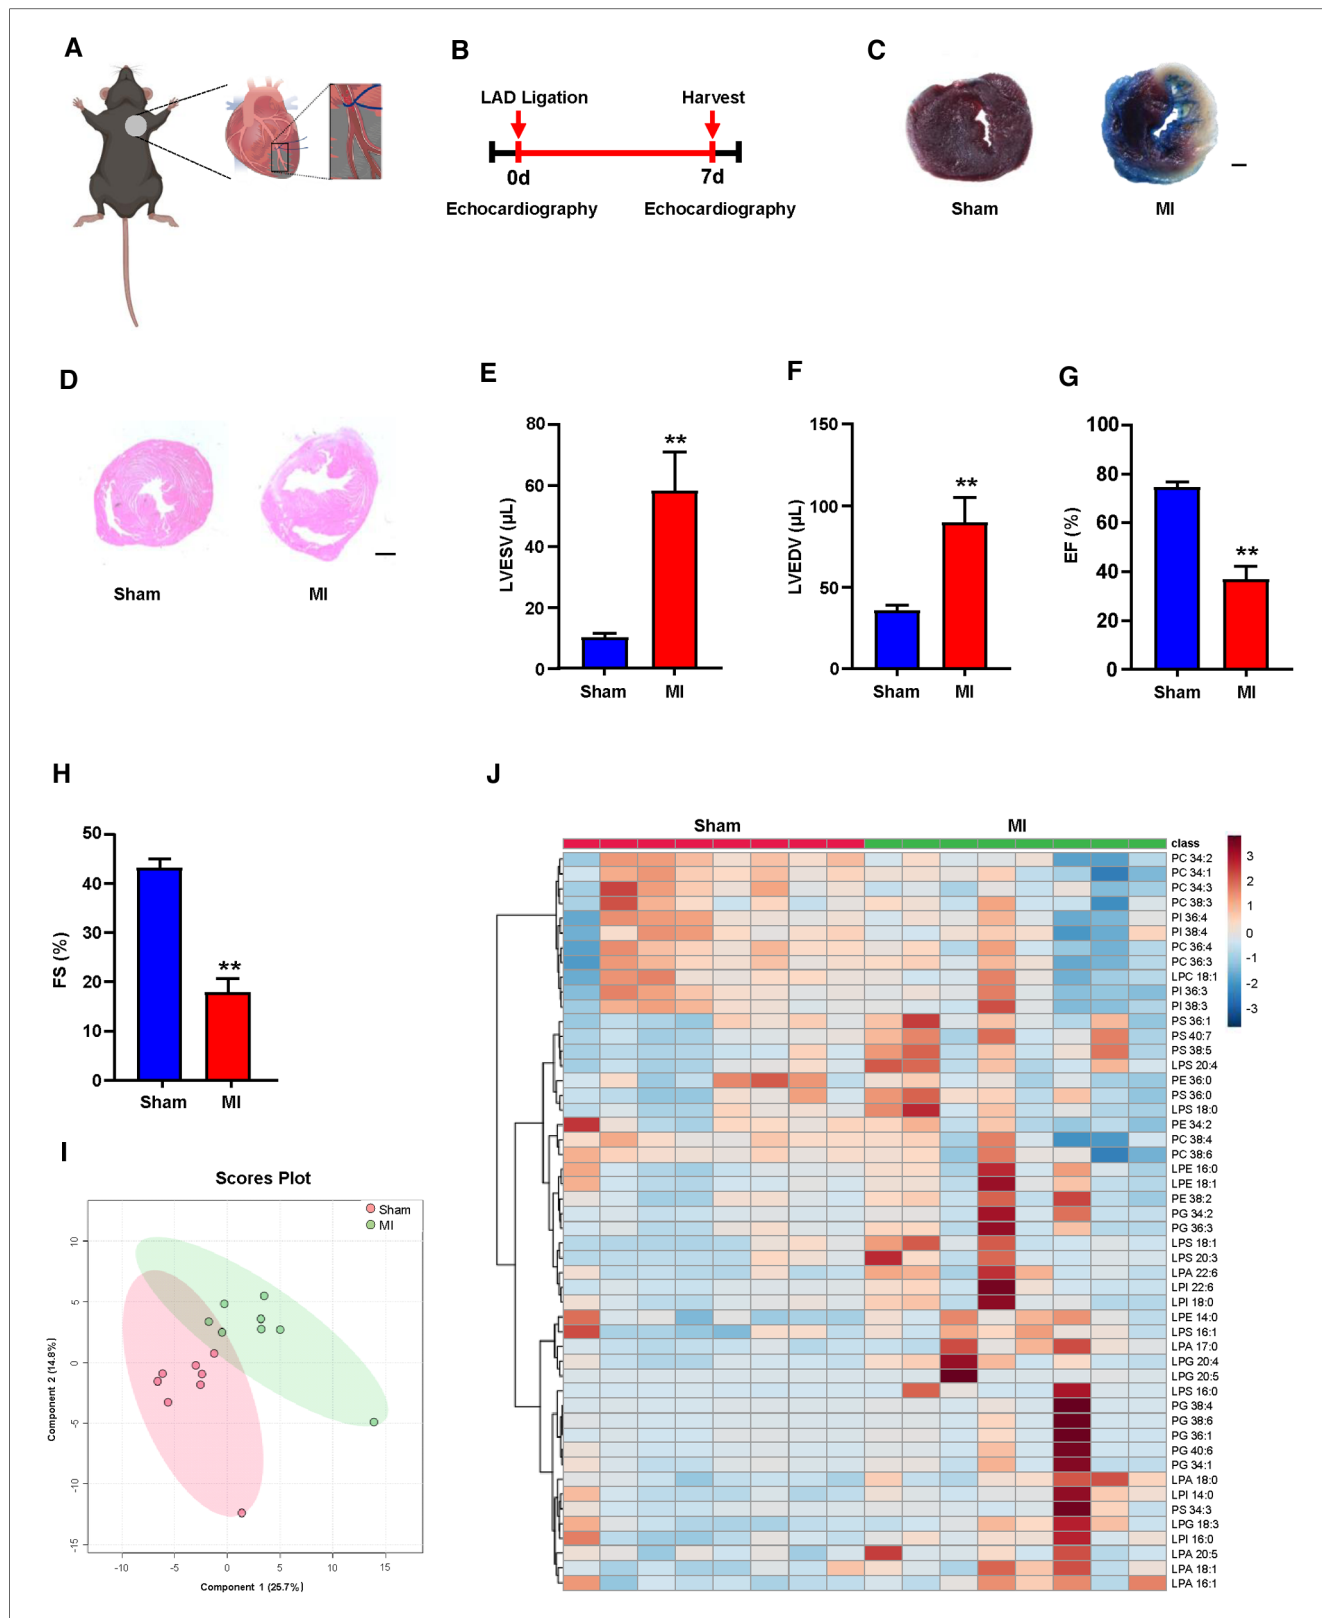 A
B
LAD Ligation
Harvest
0d
7d
Echocardiography
Echocardiography
C
Sham
MI
D
Sham
MI
E
LVESV (µL)
80
60
40
20
0
**
Sham
MI
F
LVEDV (µL)
150
100
50
0
**
Sham
MI
G
EF (%)
100
80
60
40
20
0
**
Sham
MI
H
FS (%)
50
40
30
20
10
0
**
Sham
MI
I
Scores Plot
Sham
MI
Component 2 (14.8%)
10
5
0
-5
-10
-15
-10
-5
0
5
10
15
Component 1 (25.7%)
J
Sham
MI
class
PC 34:2
PC 34:1
PC 34:3
PC 38:3
PI 36:4
PI 38:4
PC 36:4
PC 36:3
LPC 18:1
PI 36:3
PI 38:3
PS 36:1
PS 40:7
PS 38:5
LPS 20:4
PE 36:0
PS 36:0
LPS 18:0
PE 34:2
PC 38:4
PC 38:6
LPE 16:0
LPE 18:1
PE 38:2
PG 34:2
PG 36:3
LPS 18:1
LPS 20:3
LPA 22:6
LPI 22:6
LPI 18:0
LPE 14:0
LPS 16:1
LPA 17:0
LPG 20:4
LPG 20:5
LPS 16:0
PG 38:4
PG 38:6
PG 36:1
PG 40:6
PG 34:1
LPA 18:0
LPI 14:0
PS 34:3
LPG 18:3
LPI 16:0
LPA 20:5
LPA 18:1
LPA 16:1
3
2
1
0
-1
-2
-3